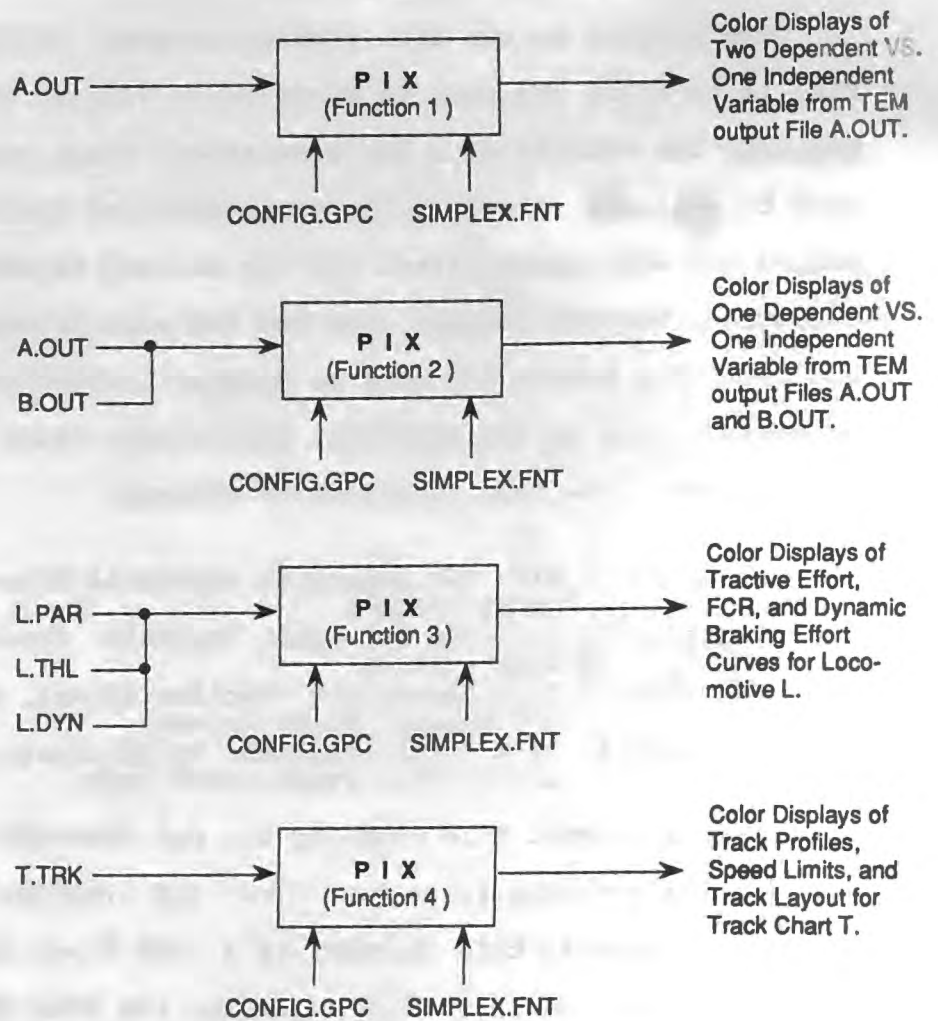 A.OUT
P I X
(Function 1)
CONFIG.GPC
SIMPLEX.FNT
Color Displays of
Two Dependent VS.
One Independent
Variable from TEM
output File A.OUT.
A.OUT
B.OUT
P I X
(Function 2)
CONFIG.GPC
SIMPLEX.FNT
Color Displays of
One Dependent VS.
One Independent
Variable from TEM
output Files A.OUT
and B.OUT.
L.PAR
L.THL
L.DYN
P I X
(Function 3)
CONFIG.GPC
SIMPLEX.FNT
Color Displays of
Tractive Effort,
FCR, and Dynamic
Braking Effort
Curves for Loco-
motive L.
T.TRK
P I X
(Function 4)
CONFIG.GPC
SIMPLEX.FNT
Color Displays of
Track Profiles,
Speed Limits, and
Track Layout for
Track Chart T.